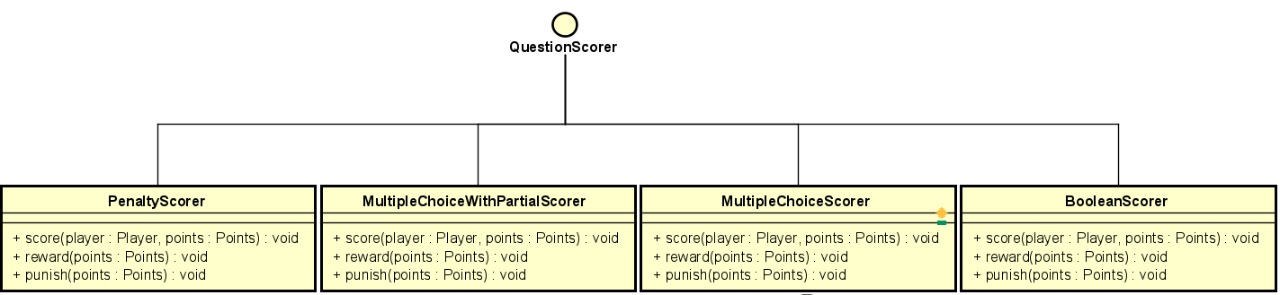 QuestionScorer
PenaltyScorer
+ score(player : Player, points : Points) : void
+ reward(points : Points) : void
+ punish(points : Points) : void
MultipleChoiceWithPartialScorer
+ score(player : Player, points : Points) : void
+ reward(points : Points) : void
+ punish(points : Points) : void
MultipleChoiceScorer
+ score(player : Player, points : Points) : void
+ reward(points : Points) : void
+ punish(points : Points) : void
BooleanScorer
+ score(player : Player, points : Points) : void
+ reward(points : Points) : void
+ punish(points : Points) : void